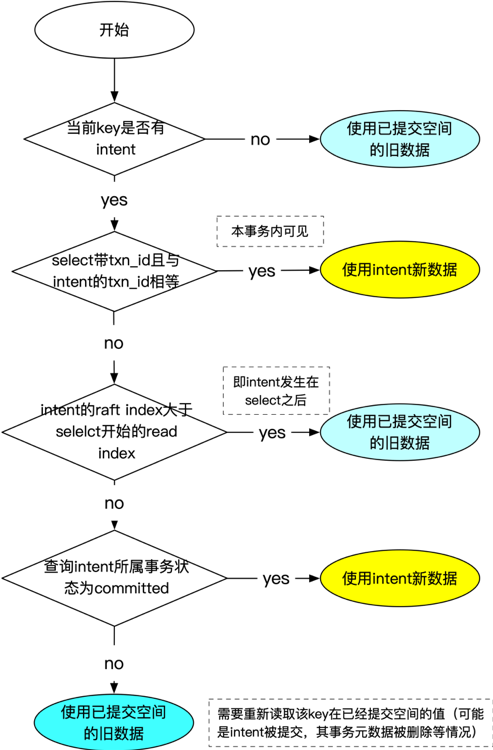 开始
当前key是否有
intent
no
使用已提交空间
的旧数据
yes
本事务内可见
select带txn_id且与
intent的txn_id相等
yes
使用intent新数据
no
即intent发生在
select之后
intent的raft index大于
selelct开始的read
index
yes
使用已提交空间
的旧数据
no
查询intent所属事务状
态为committed
yes
使用intent新数据
no
使用已提交空间
的旧数据
需要重新读取该key在已经提交空间的值（可能
是intent被提交，其事务元数据被删除等情况）